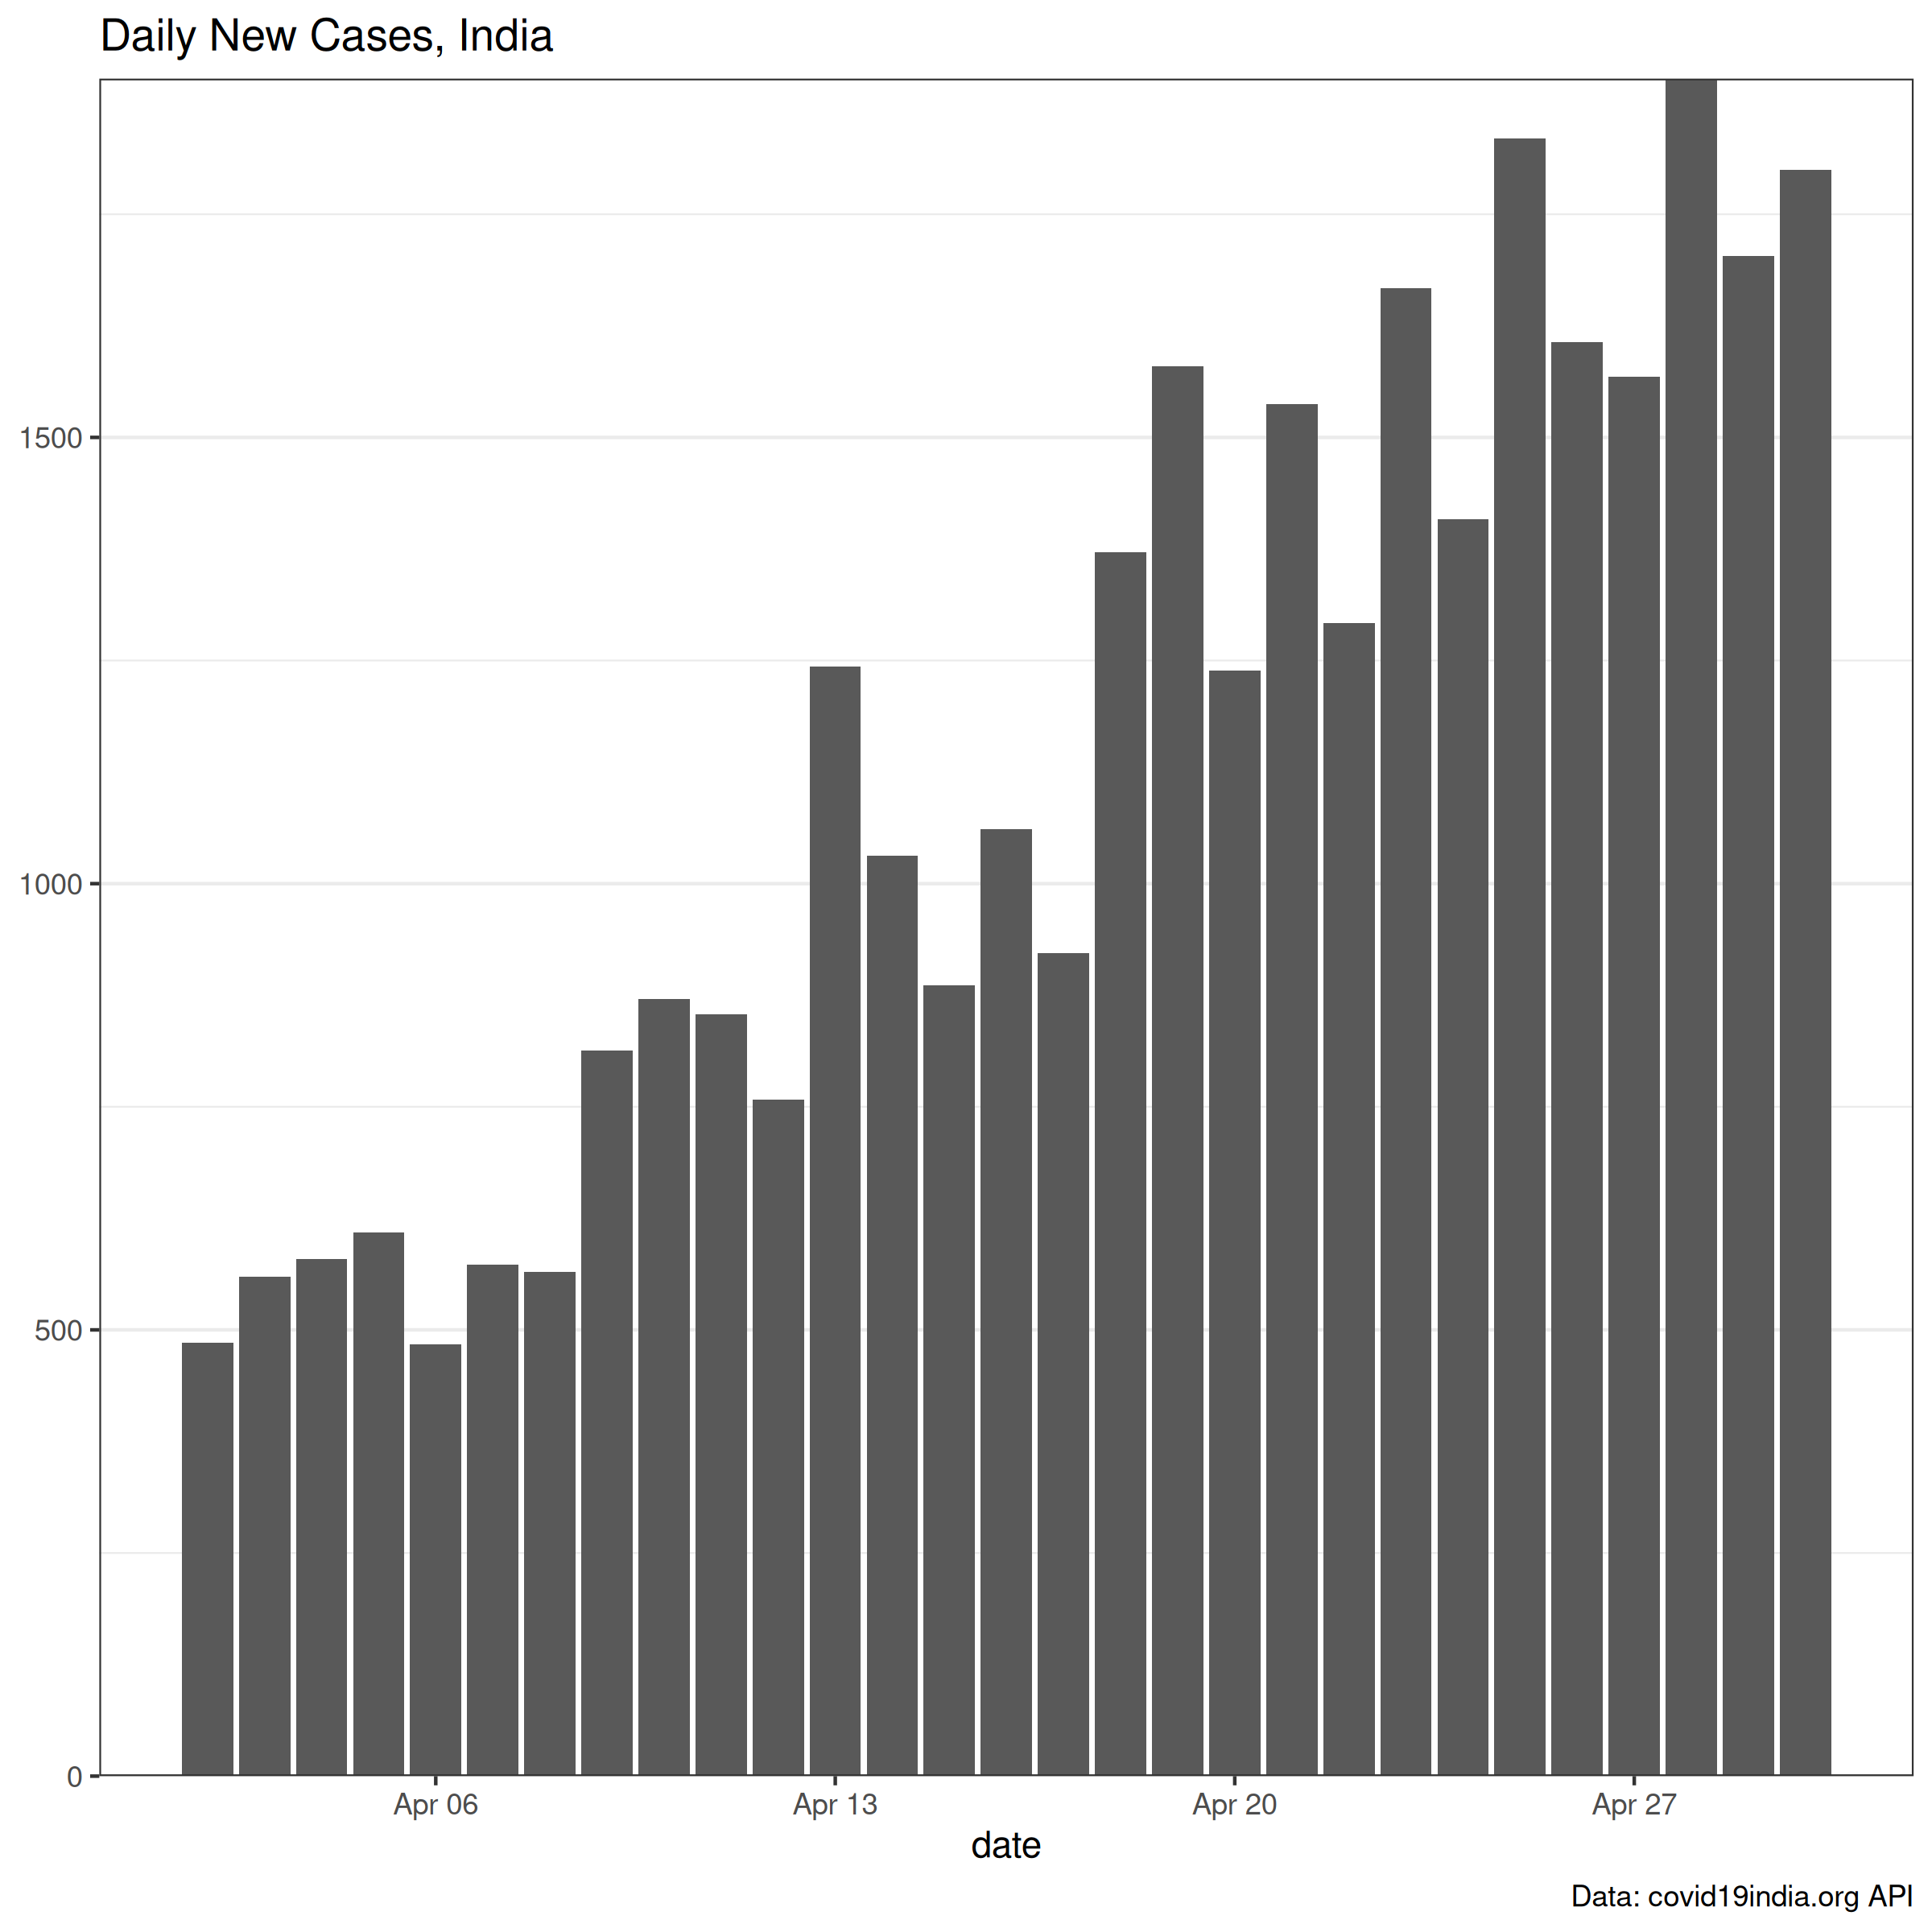 Daily New Cases, India
1500
1000
500
0
Apr 06 Apr 13 Apr 20 Apr 27
date
Data: covid19india.org API